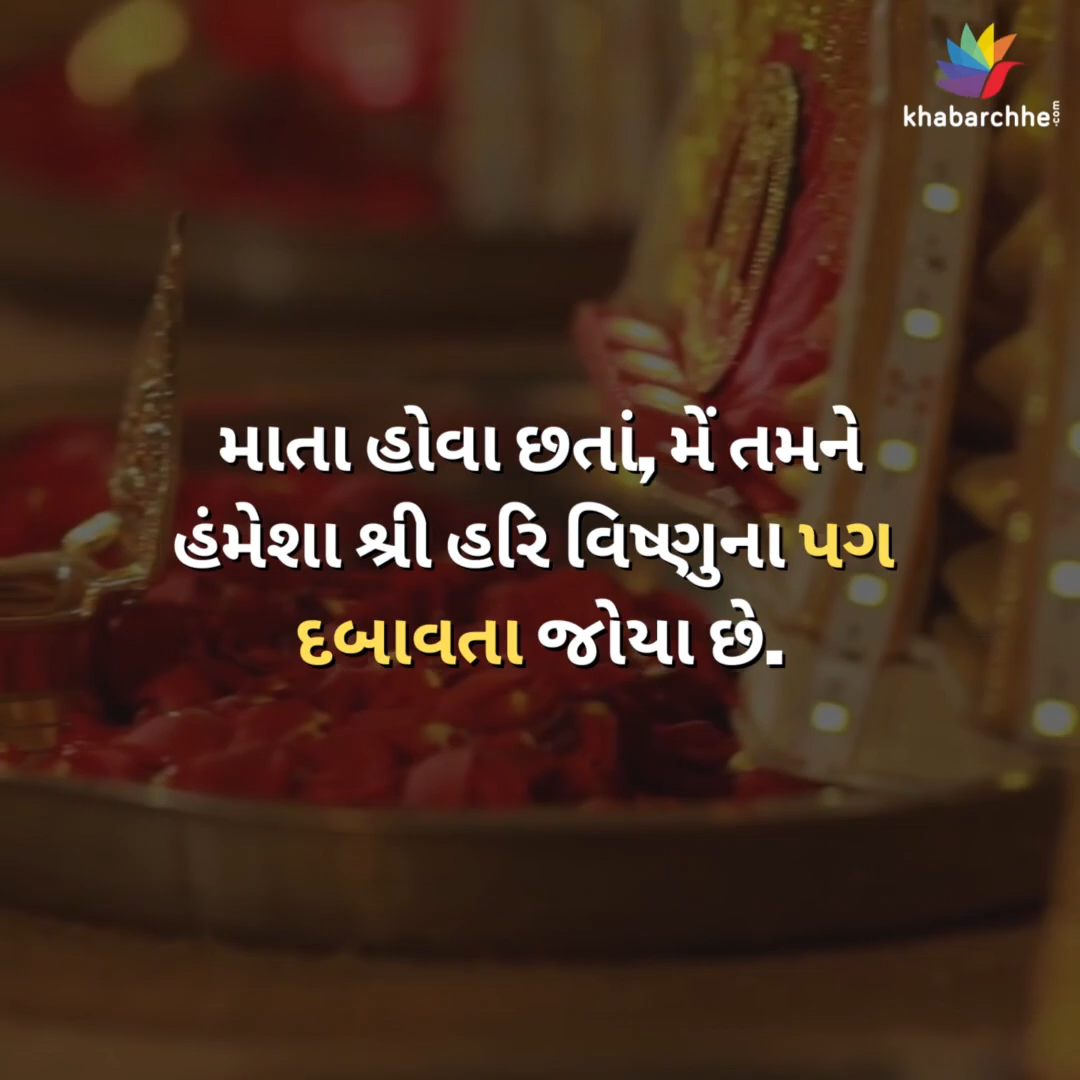 khabarchhe.com
માતા હોવા છતાં, મેં તમને
હંમેશા શ્રી હરિ વિષ્ણુના પગ
દબાવતા જોયા છે.